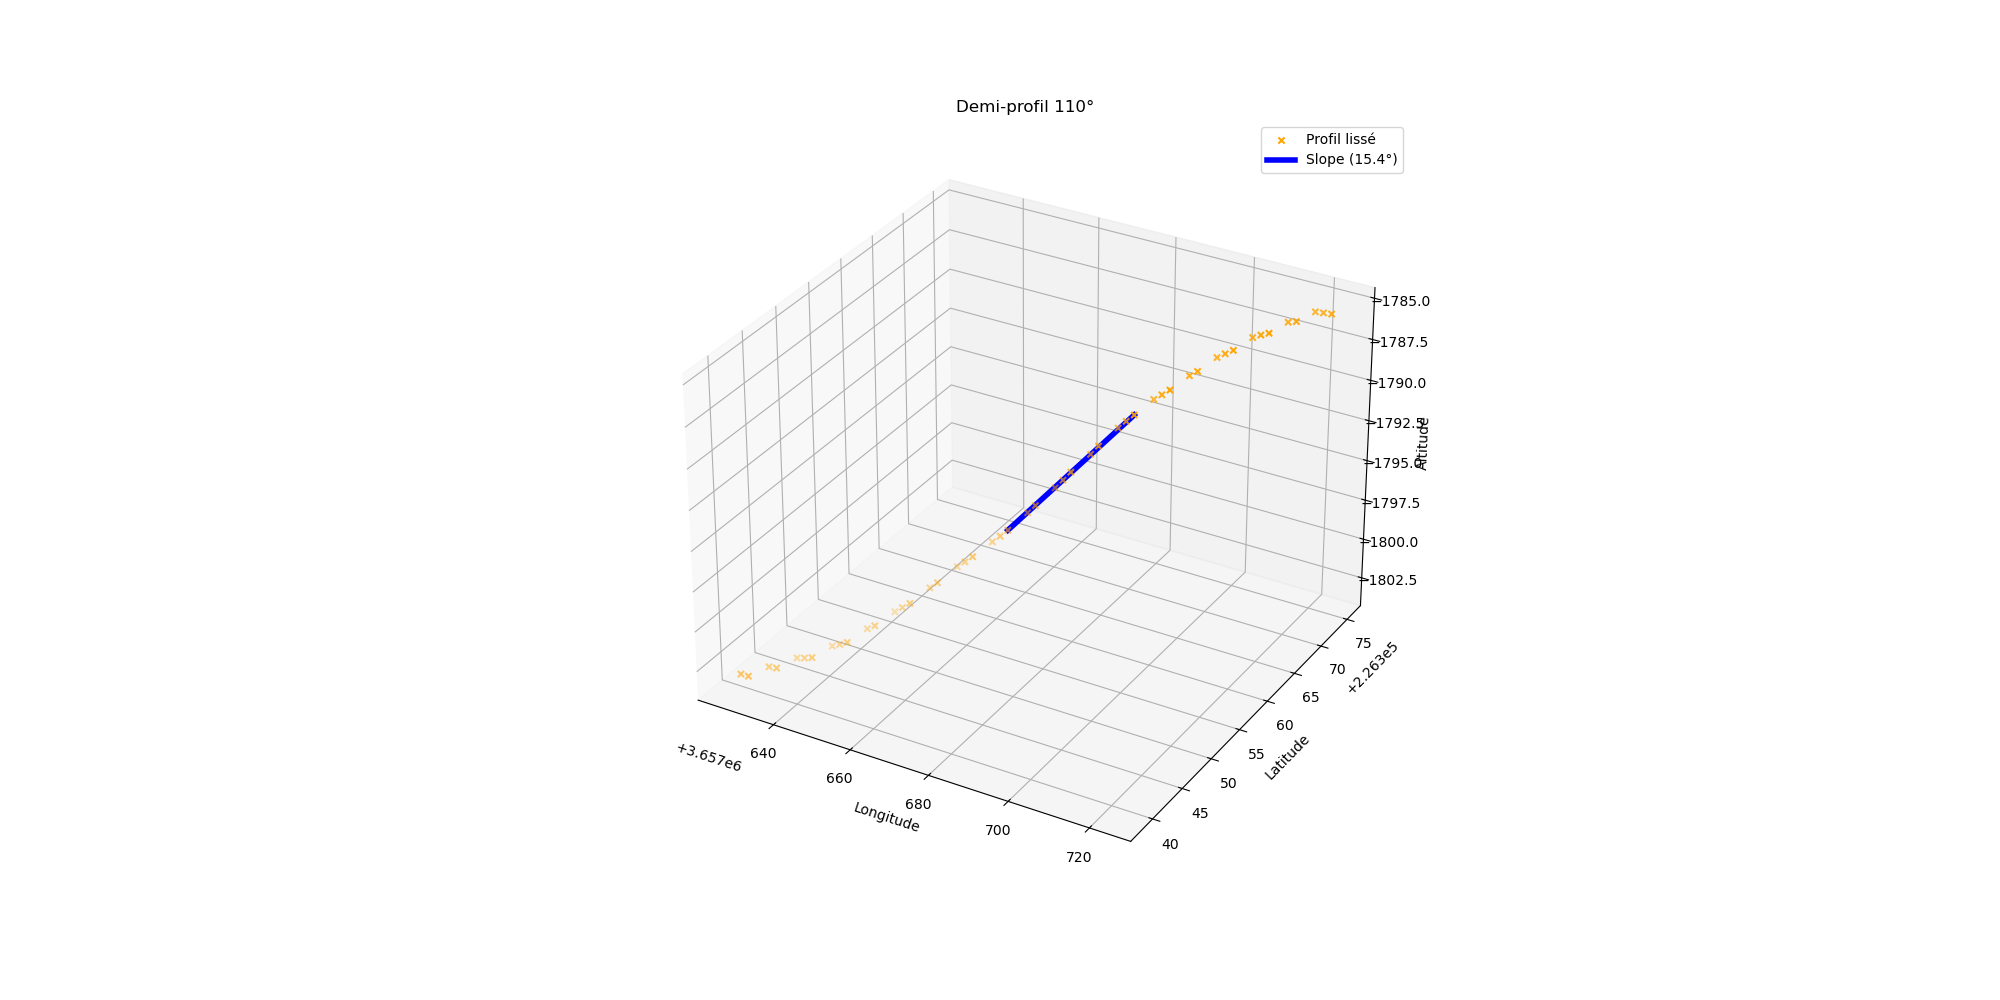 Demi-profil 110°
Profil lissé
Slope (15.4°)
−1785.0
−1787.5
−1790.0
−1792.5
−1795.0
−1797.5
−1800.0
−1802.5
Altitude
75
70
65
60
55
50
45
40
+2.263e5
Latitude
640
660
680
700
720
+3.657e6
Longitude